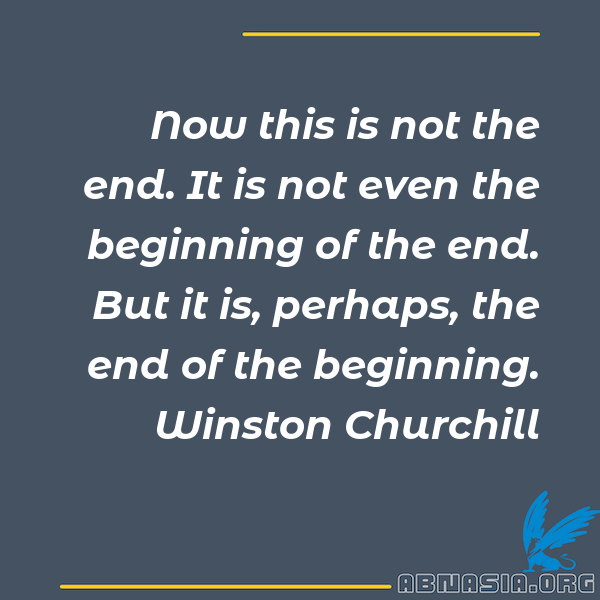 Now this is not the
end. It is not even the
beginning of the end.
But it is, perhaps, the
end of the beginning.
Winston Churchill
ABNASIA.ORG